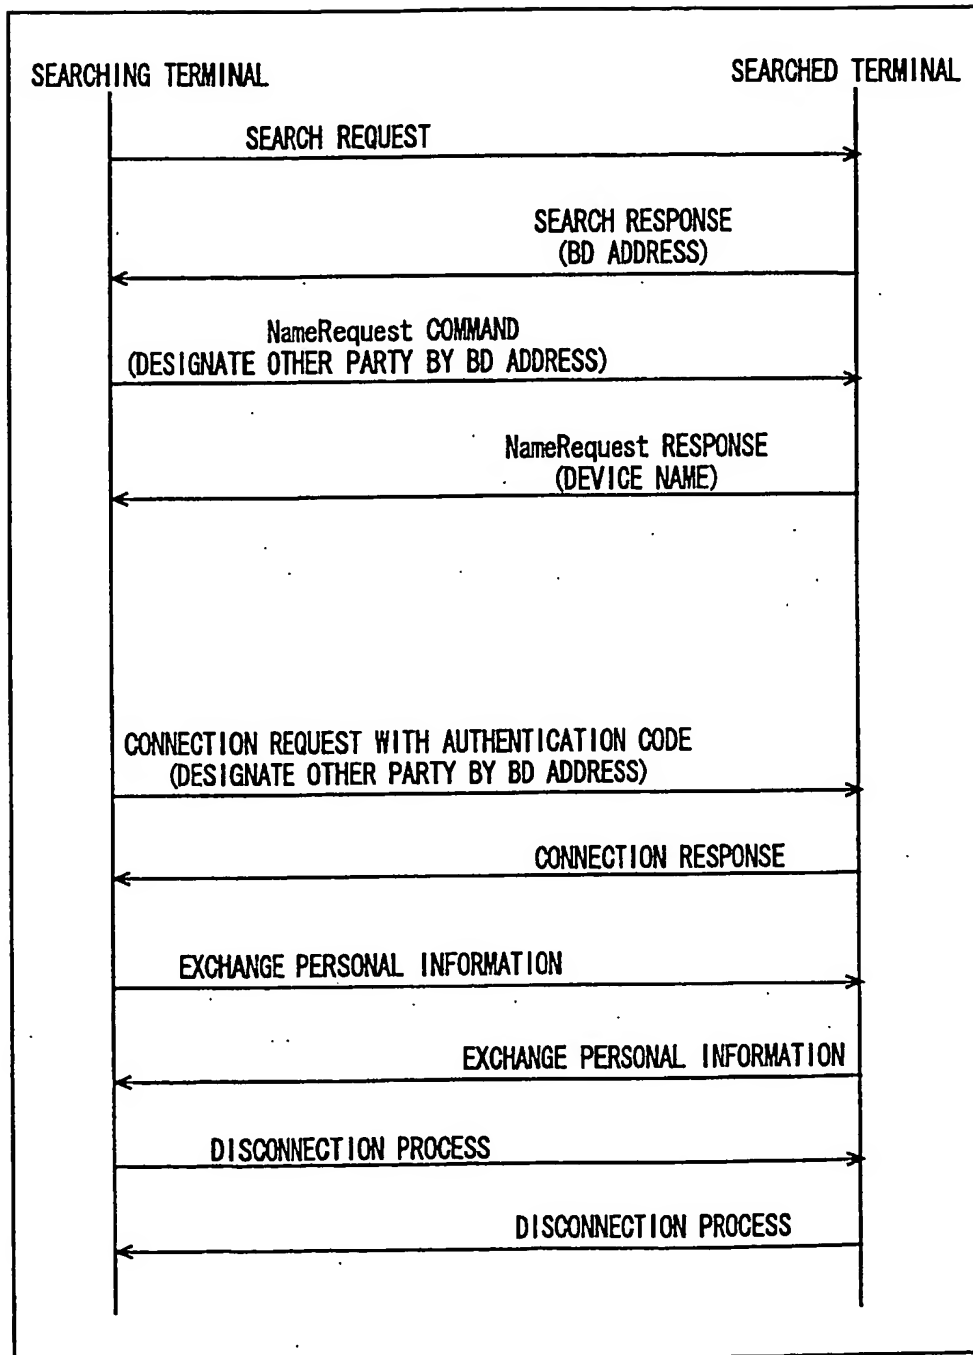 SEARCHING TERMINAL
SEARCHED TERMINAL
SEARCH REQUEST
SEARCH RESPONSE
(BD ADDRESS)
NameRequest COMMAND
(DESIGNATE OTHER PARTY BY BD ADDRESS)
NameRequest RESPONSE
(DEVICE NAME)
CONNECTION REQUEST WITH AUTHENTICATION CODE
(DESIGNATE OTHER PARTY BY BD ADDRESS)
CONNECTION RESPONSE
EXCHANGE PERSONAL INFORMATION
EXCHANGE PERSONAL INFORMATION
DISCONNECTION PROCESS
DISCONNECTION PROCESS